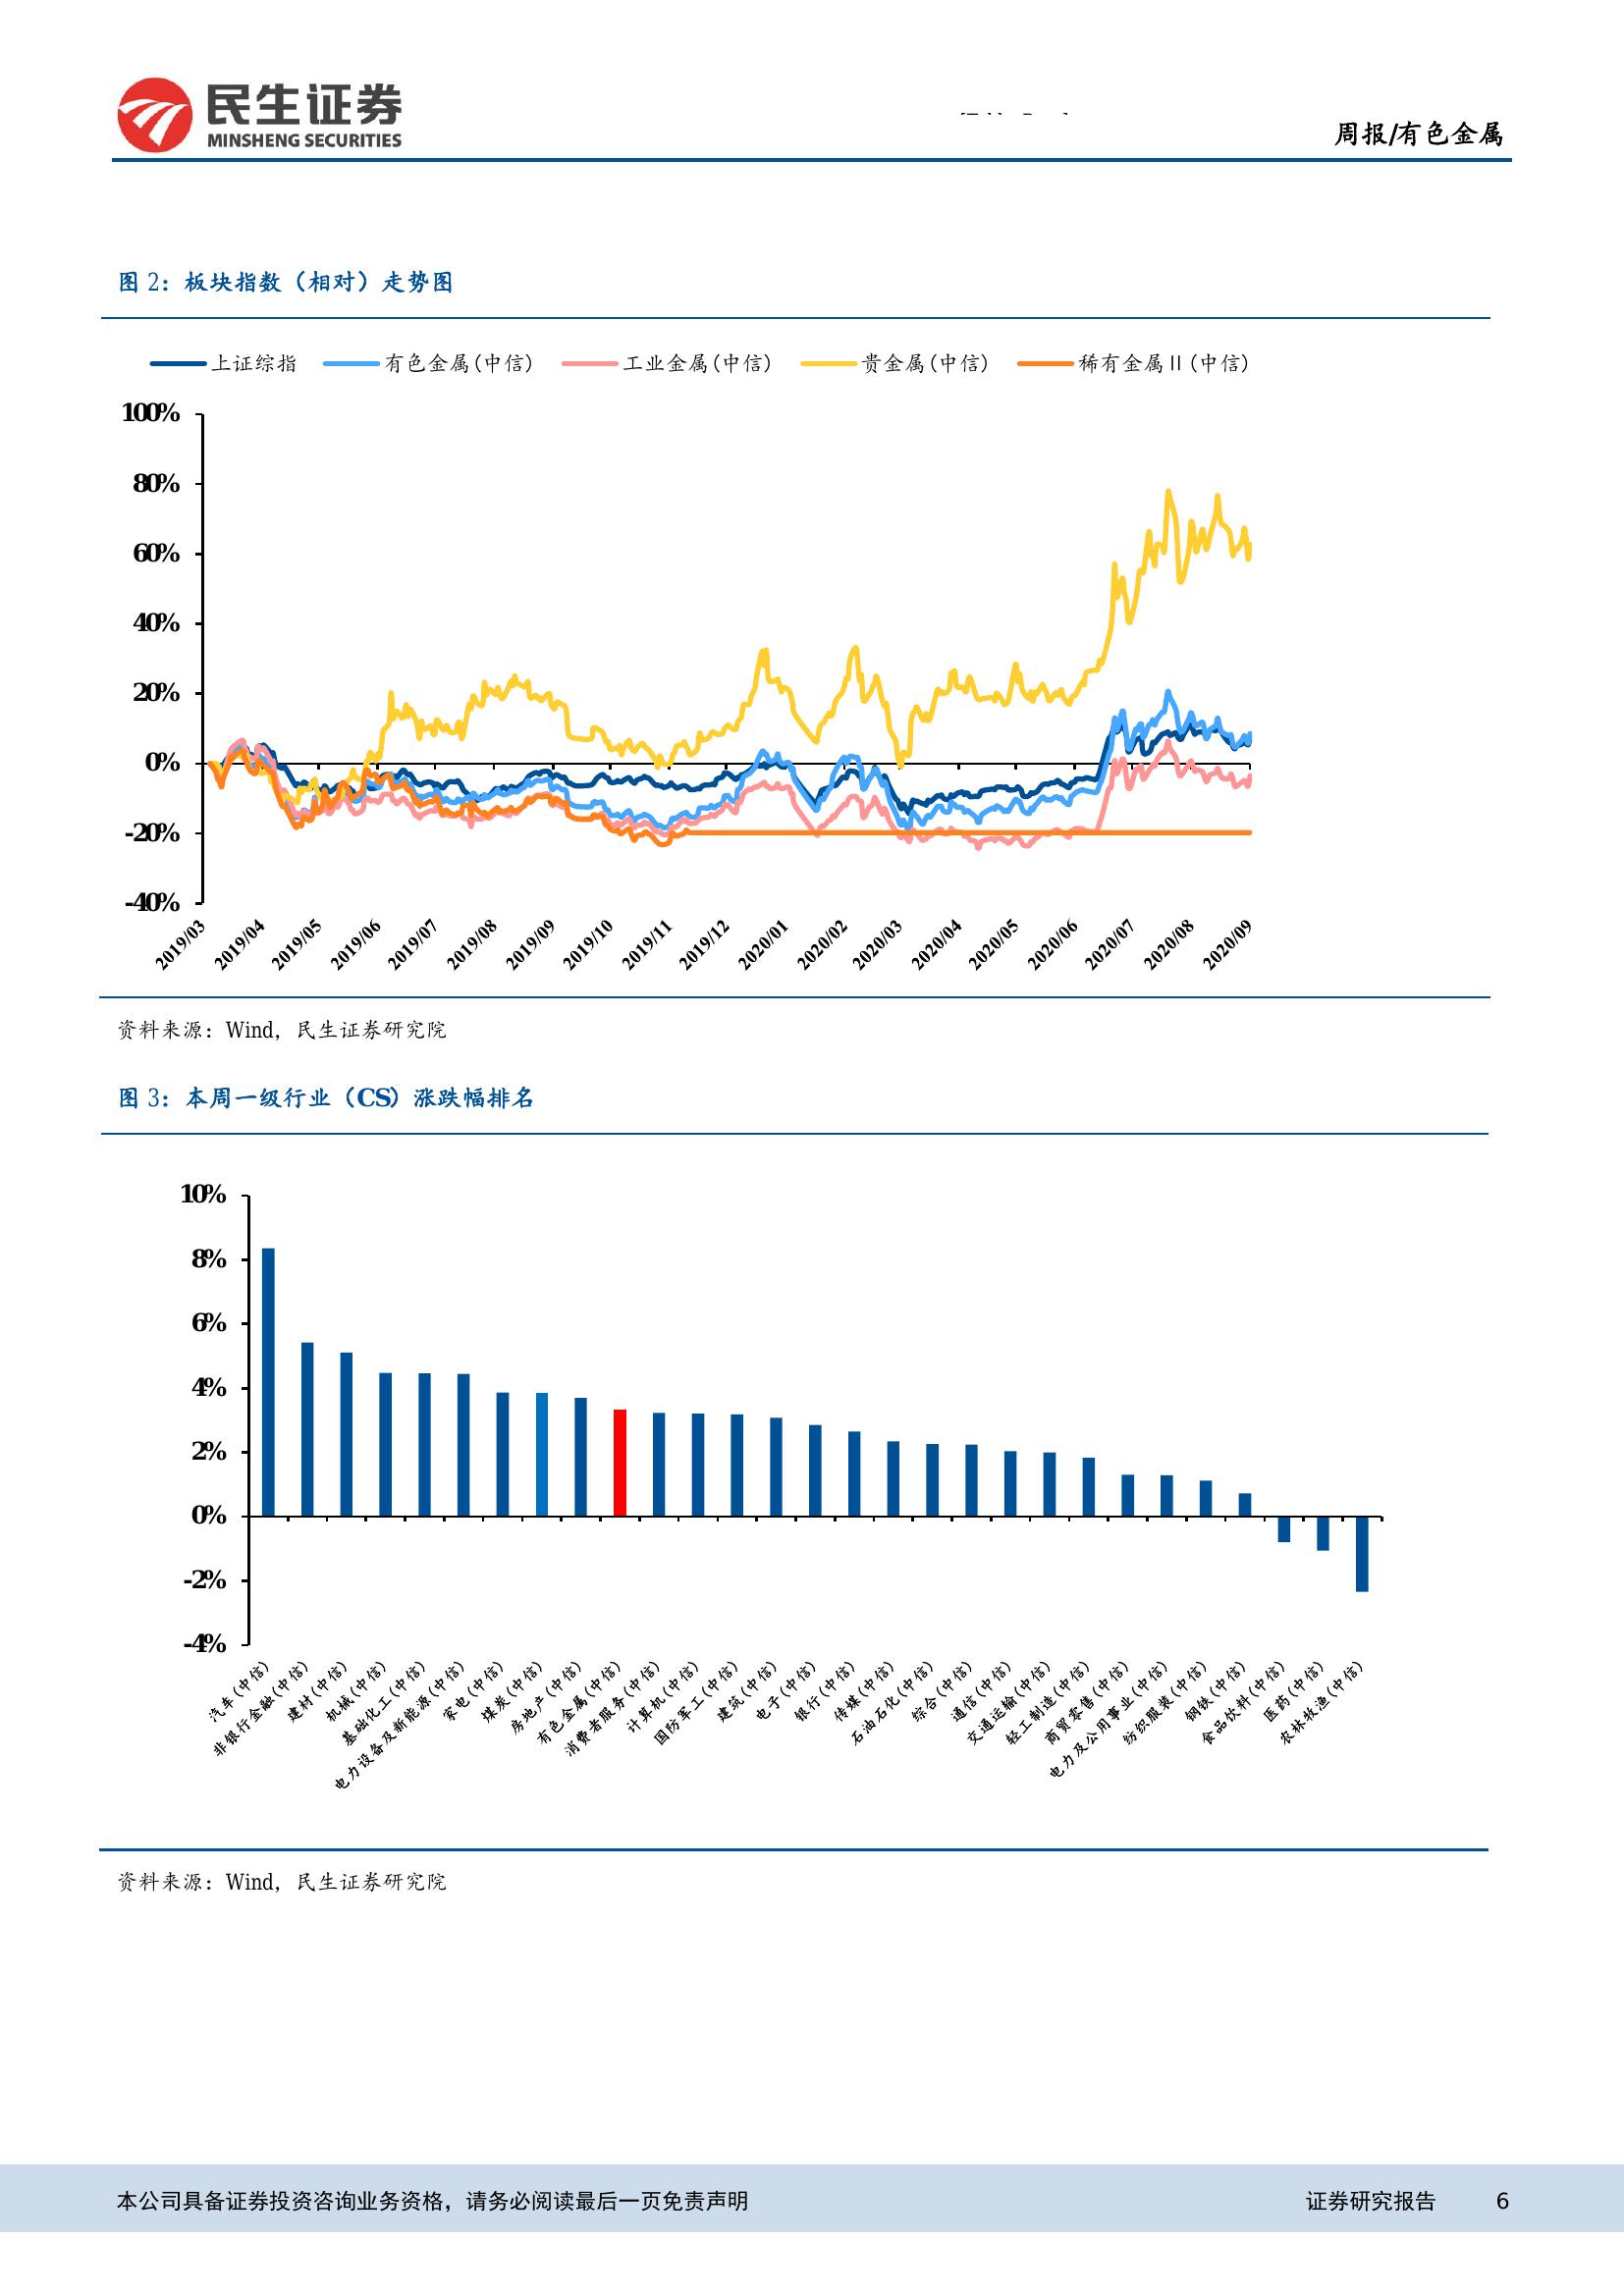 民生证券
MINSHENG SECURITIES
周报/有色金属
图 2：板块指数（相对）走势图
上证综指 有色金属(中信) 工业金属(中信) 贵金属(中信) 稀有金属II(中信)
100%
80%
60%
40%
20%
0%
-20%
-40%
2019/03 2019/04 2019/05 2019/06 2019/07 2019/08 2019/09 2019/10 2019/11 2019/12 2020/01 2020/02 2020/03 2020/04 2020/05 2020/06 2020/07 2020/08 2020/09
资料来源：Wind，民生证券研究院
图 3：本周一级行业（CS）涨跌幅排名
10%
8%
6%
4%
2%
0%
-2%
-4%
汽车(中信) 非银行金融(中信) 建材(中信) 机械(中信) 基础化工(中信) 电力设备及新能源(中信) 家电(中信) 煤炭(中信) 房地产(中信) 有色金属(中信) 消费者服务(中信) 计算机(中信) 国防军工(中信) 建筑(中信) 电子(中信) 银行(中信) 传媒(中信) 石油石化(中信) 综合(中信) 通信(中信) 交通运输(中信) 轻工制造(中信) 商贸零售(中信) 电力及公用事业(中信) 纺织服装(中信) 钢铁(中信) 食品饮料(中信) 医药(中信) 农林牧渔(中信)
资料来源：Wind，民生证券研究院
本公司具备证券投资咨询业务资格，请务必阅读最后一页免责声明 证券研究报告 6